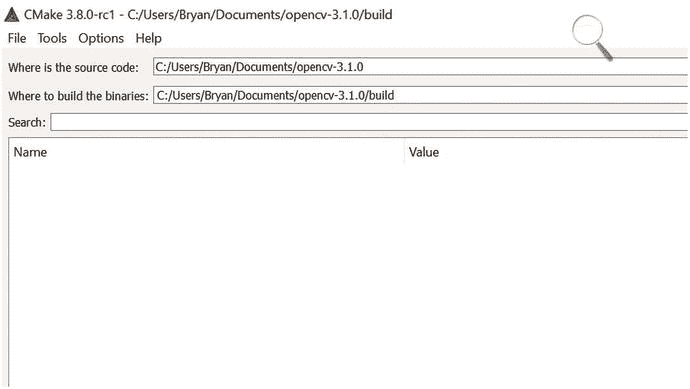 CMake 3.8.0-rc1 - C:/Users/Bryan/Documents/opencv-3.1.0/build
File Tools Options Help
Where is the source code: C:/Users/Bryan/Documents/opencv-3.1.0
Where to build the binaries: C:/Users/Bryan/Documents/opencv-3.1.0/build
Search:
Name Value